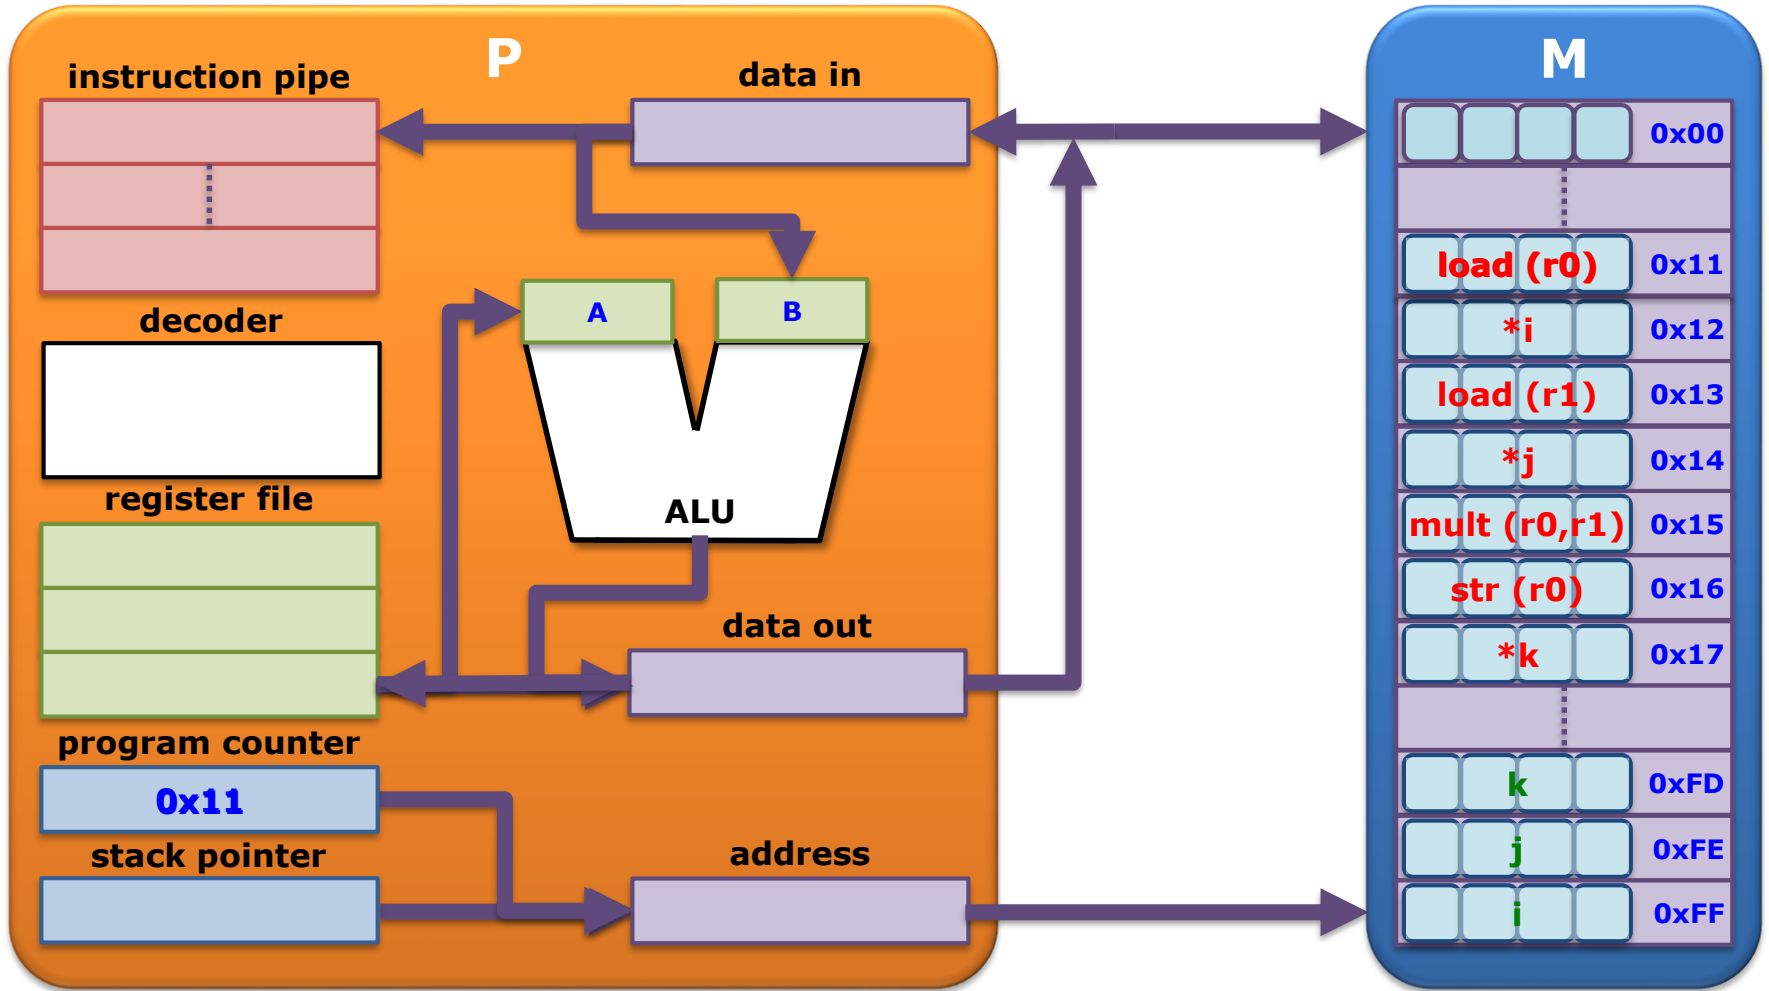 P
instruction pipe
data in
A
B
decoder
ALU
register file
data out
program counter
0x11
stack pointer
address
M
0x00
load (r0) 0x11
*i 0x12
load (r1) 0x13
*j 0x14
mult (r0,r1) 0x15
str (r0) 0x16
*k 0x17
k 0xFD
j 0xFE
i 0xFF